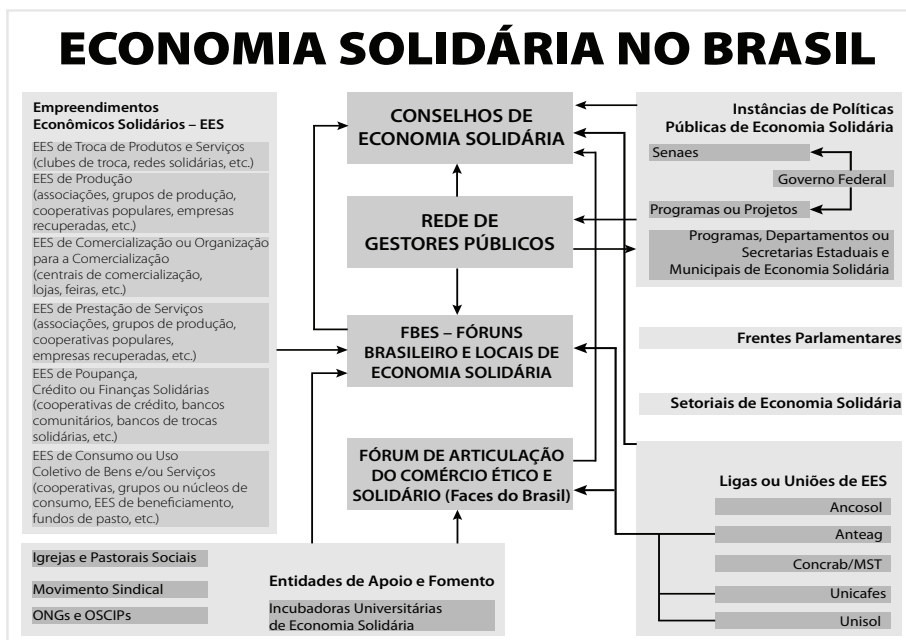 ECONOMIA SOLIDÁRIA NO BRASIL
Empreendimentos
Econômicos Solidários – EES
EES de Troca de Produtos e Serviços
(clubes de troca, redes solidárias, etc.)
EES de Produção
(associações, grupos de produção,
cooperativas populares, empresas
recuperadas, etc.)
EES de Comercialização ou Organização
para a Comercialização
(centrais de comercialização,
lojas, feiras, etc.)
EES de Prestação de Serviços
(associações, grupos de produção,
cooperativas populares,
empresas recuperadas, etc.)
EES de Poupança,
Crédito ou Finanças Solidárias
(cooperativas de crédito, bancos
comunitários, bancos de trocas
solidárias, etc.)
EES de Consumo ou Uso
Coletivo de Bens e/ou Serviços
(cooperativas, grupos ou núcleos de
consumo, EES de beneficiamento,
fundos de pasto, etc.)
CONSELHOS DE
ECONOMIA SOLIDÁRIA
REDE DE
GESTORES PÚBLICOS
FBES – FÓRUNS
BRASILEIRO E LOCAIS DE
ECONOMIA SOLIDÁRIA
FÓRUM DE ARTICULAÇÃO
DO COMÉRCIO ÉTICO E
SOLIDÁRIO (Faces do Brasil)
Instâncias de Políticas
Públicas de Economia Solidária
Senaes
Governo Federal
Programas ou Projetos
Programas, Departamentos ou
Secretarias Estaduais e
Municipais de Economia Solidária
Frentes Parlamentares
Setoriais de Economia Solidária
Ligas ou Uniões de EES
Ancosol
Anteag
Concrab/MST
Unicafes
Unisol
Igrejas e Pastorais Sociais
Movimento Sindical
ONGs e OSCIPs
Entidades de Apoio e Fomento
Incubadoras Universitárias
de Economia Solidária